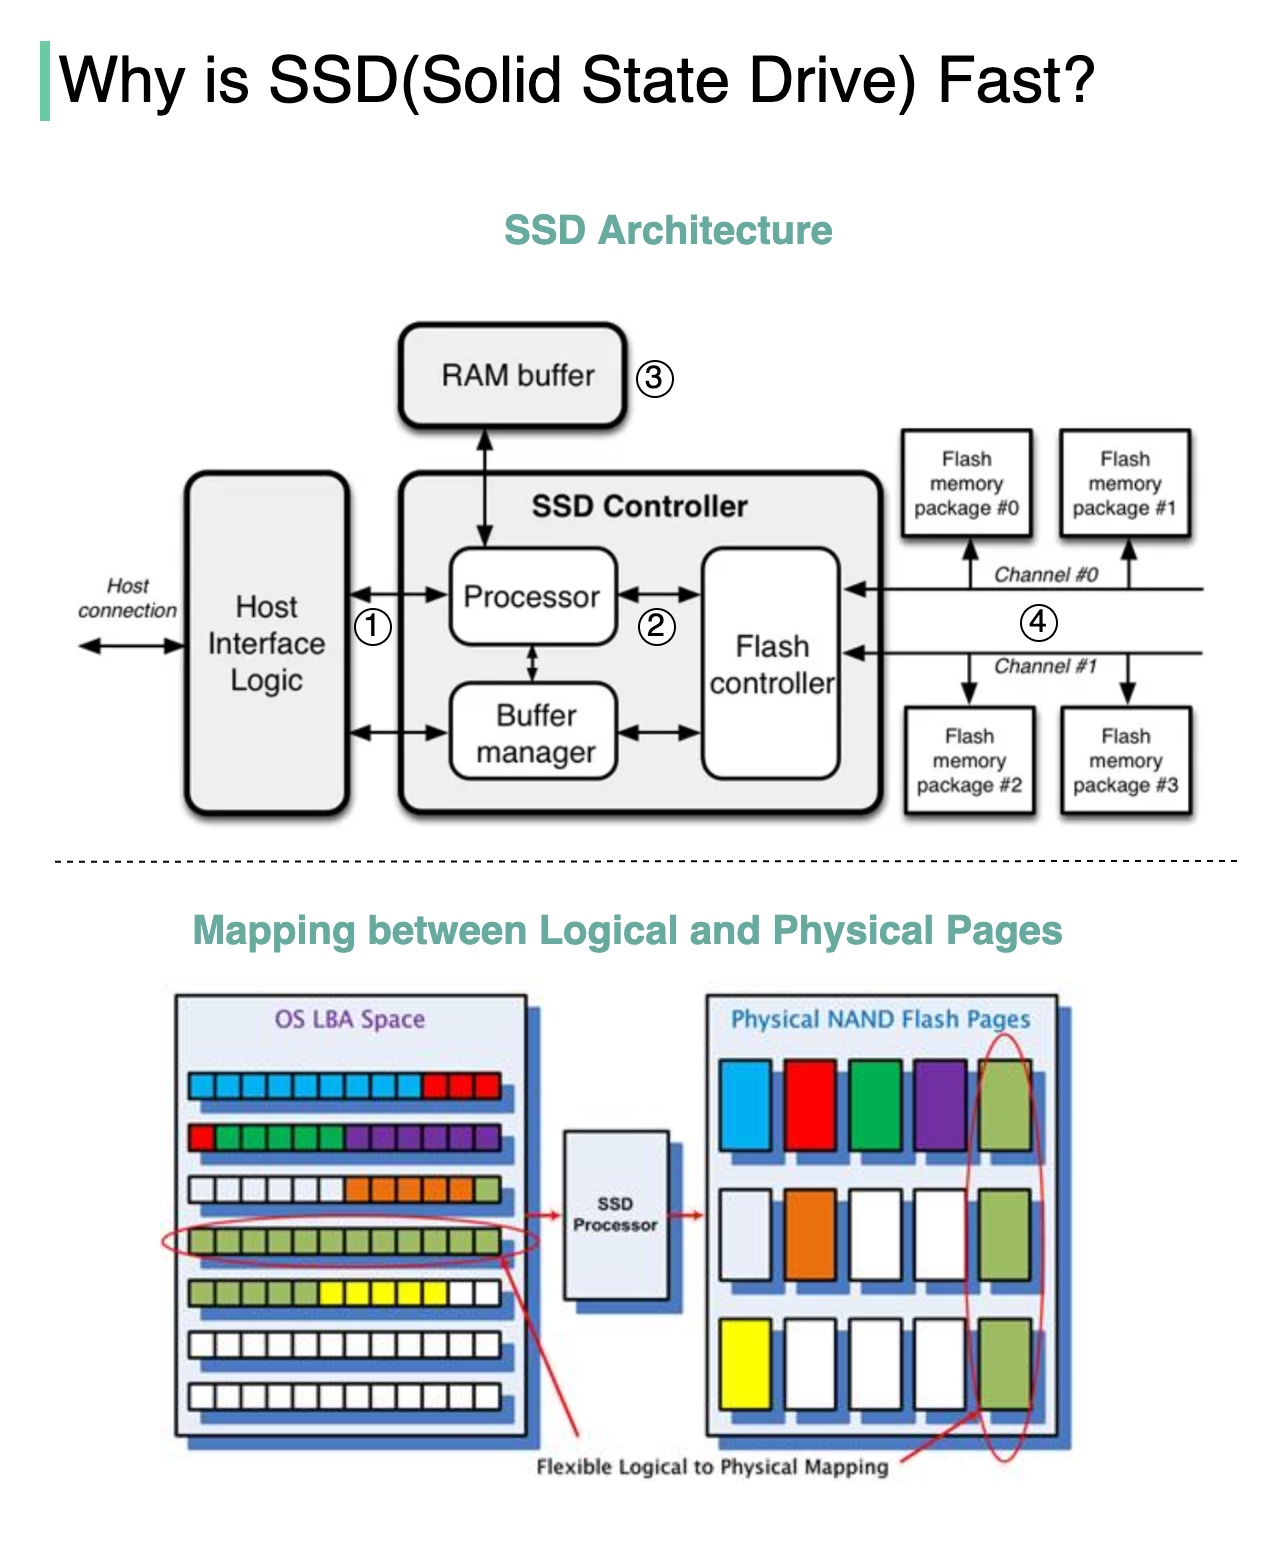 Why is SSD(Solid State Drive) Fast?
SSD Architecture
RAM buffer
③
SSD Controller
Host
connection
Host
Interface
Logic
①
Processor
②
Buffer
manager
Flash
controller
Flash
memory
package #0
Flash
memory
package #1
Channel #0
④
Channel #1
Flash
memory
package #2
Flash
memory
package #3
Mapping between Logical and Physical Pages
OS LBA Space
SSD
Processor
Physical NAND Flash Pages
Flexible Logical to Physical Mapping